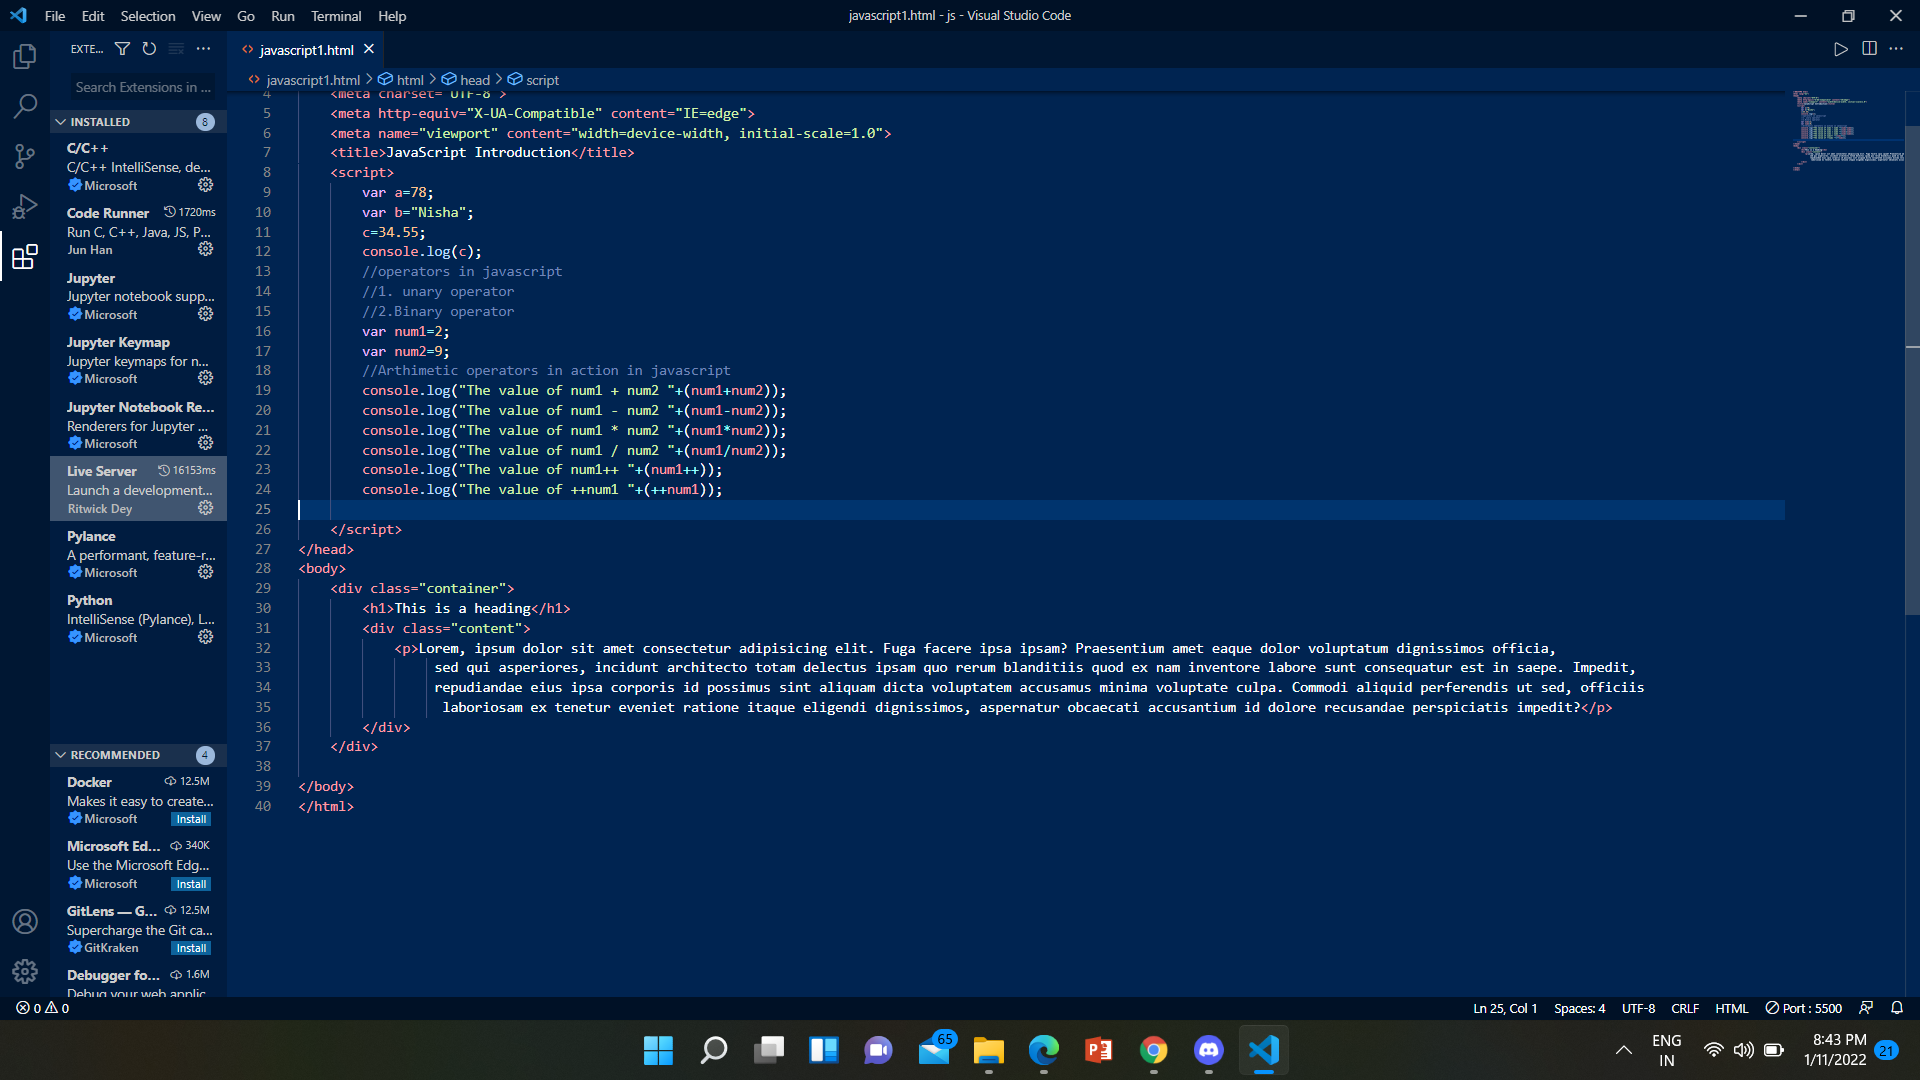 File Edit Selection View Go Run Terminal Help
javascript1.html - js - Visual Studio Code
EXTE...
Search Extensions in ...
INSTALLED 8
C/C++
C/C++ IntelliSense, de...
Microsoft
Code Runner 1720ms
Run C, C++, Java, JS, P...
Jun Han
Jupyter
Jupyter notebook supp...
Microsoft
Jupyter Keymap
Jupyter keymaps for n...
Microsoft
Jupyter Notebook Re...
Renderers for Jupyter ...
Microsoft
Live Server 16153ms
Launch a development...
Ritwick Dey
Pylance
A performant, feature-r...
Microsoft
Python
IntelliSense (Pylance), L...
Microsoft
RECOMMENDED 4
Docker 12.5M
Makes it easy to create...
Microsoft Install
Microsoft Ed... 340K
Use the Microsoft Edg...
Microsoft Install
GitLens — G... 12.5M
Supercharge the Git ca...
GitKraken Install
Debugger fo... 1.6M
Debug your web applic
javascript1.html
javascript1.html > html > head > script
4 <meta charset="UTF-8">
5 <meta http-equiv="X-UA-Compatible" content="IE=edge">
6 <meta name="viewport" content="width=device-width, initial-scale=1.0">
7 <title>JavaScript Introduction</title>
8 <script>
9 var a=78;
10 var b="Nisha";
11 c=34.55;
12 console.log(c);
13 //operators in javascript
14 //1. unary operator
15 //2.Binary operator
16 var num1=2;
17 var num2=9;
18 //Arthimetic operators in action in javascript
19 console.log("The value of num1 + num2 "+(num1+num2));
20 console.log("The value of num1 - num2 "+(num1-num2));
21 console.log("The value of num1 * num2 "+(num1*num2));
22 console.log("The value of num1 / num2 "+(num1/num2));
23 console.log("The value of num1++ "+(num1++));
24 console.log("The value of ++num1 "+(++num1));
25
26 </script>
27 </head>
28 <body>
29 <div class="container">
30 <h1>This is a heading</h1>
31 <div class="content">
32 <p>Lorem, ipsum dolor sit amet consectetur adipisicing elit. Fuga facere ipsa ipsam? Praesentium amet eaque dolor voluptatum dignissimos officia,
33 sed qui asperiores, incidunt architecto totam delectus ipsam quo rerum blanditiis quod ex nam inventore labore sunt consequatur est in saepe. Impedit,
34 repudiandae eius ipsa corporis id possimus sint aliquam dicta voluptatem accusamus minima voluptate culpa. Commodi aliquid perferendis ut sed, officiis
35 laboriosam ex tenetur eveniet ratione itaque eligendi dignissimos, aspernatur obcaecati accusantium id dolore recusandae perspiciatis impedit?</p>
36 </div>
37 </div>
38
39 </body>
40 </html>
0 0
Ln 25, Col 1 Spaces: 4 UTF-8 CRLF HTML Port : 5500
65
ENG
IN
8:43 PM
1/11/2022
21